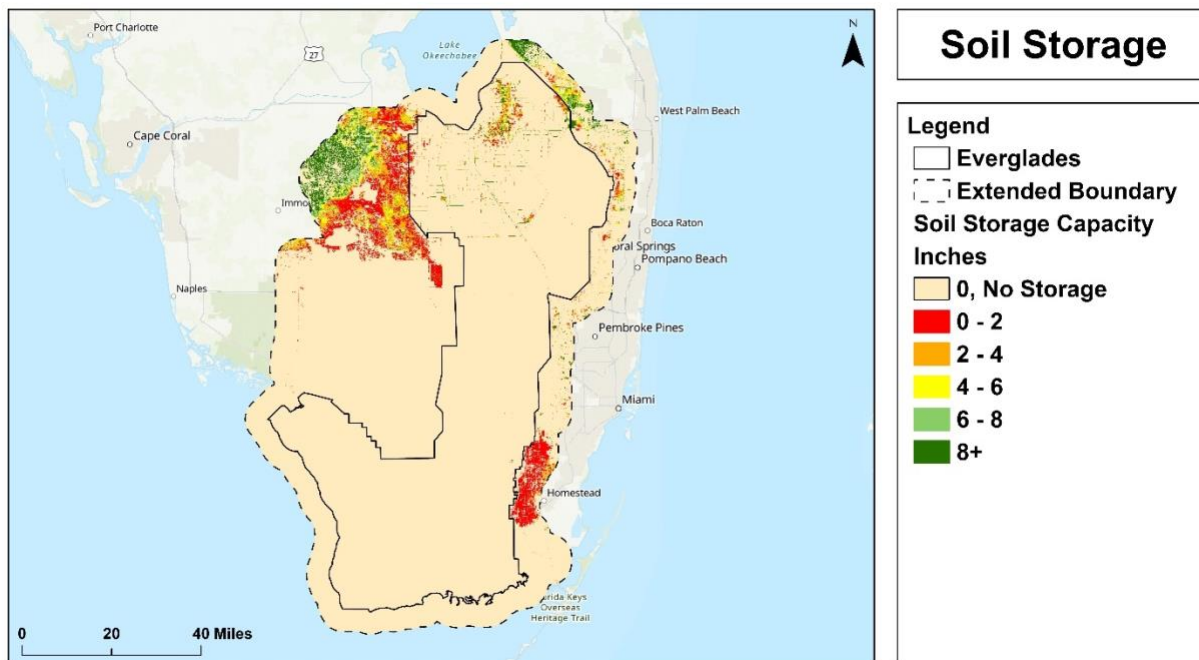 Port Charlotte
27
Lake
Okeechobee
N
West Palm Beach
Cape Coral
Immo
Boca Raton
oral Springs
Pompano Beach
Naples
Pembroke Pines
Miami
Homestead
rida Keys
Overseas
Heritage Trail
0 20 40 Miles
Soil Storage
Legend
Everglades
Extended Boundary
Soil Storage Capacity
Inches
0, No Storage
0 - 2
2 - 4
4 - 6
6 - 8
8+